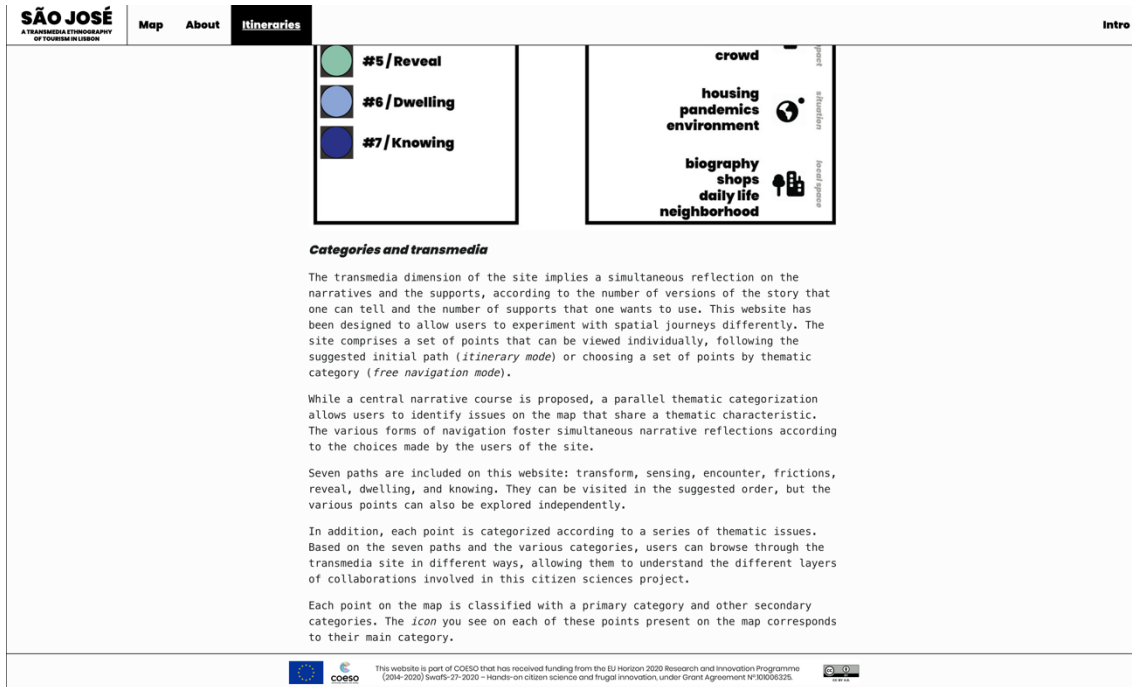 SÃO JOSÉ
A TRANSMEDIA ETHNOGRAPHY
OF TOURISM IN LISBON
Map
About
Itineraries
Intro
#5/Reveal
#6/Dwelling
#7/Knowing
crowd
housing
pandemics
environment
situation
biography
shops
daily life
neighborhood
local space
Categories and transmedia
The transmedia dimension of the site implies a simultaneous reflection on the
narratives and the supports, according to the number of versions of the story that
one can tell and the number of supports that one wants to use. This website has
been designed to allow users to experiment with spatial journeys differently. The
site comprises a set of points that can be viewed individually, following the
suggested initial path (itinerary mode) or choosing a set of points by thematic
category (free navigation mode).
While a central narrative course is proposed, a parallel thematic categorization
allows users to identify issues on the map that share a thematic characteristic.
The various forms of navigation foster simultaneous narrative reflections according
to the choices made by the users of the site.
Seven paths are included on this website: transform, sensing, encounter, frictions,
reveal, dwelling, and knowing. They can be visited in the suggested order, but the
various points can also be explored independently.
In addition, each point is categorized according to a series of thematic issues.
Based on the seven paths and the various categories, users can browse through the
transmedia site in different ways, allowing them to understand the different layers
of collaborations involved in this citizen sciences project.
Each point on the map is classified with a primary category and other secondary
categories. The icon you see on each of these points present on the map corresponds
to their main category.
coeso
This website is part of COESO that has received funding from the EU Horizon 2020 Research and Innovation Programme
(2014-2020) SwafS-27-2020 – Hands-on citizen science and frugal innovation, under Grant Agreement Nº.101006325.